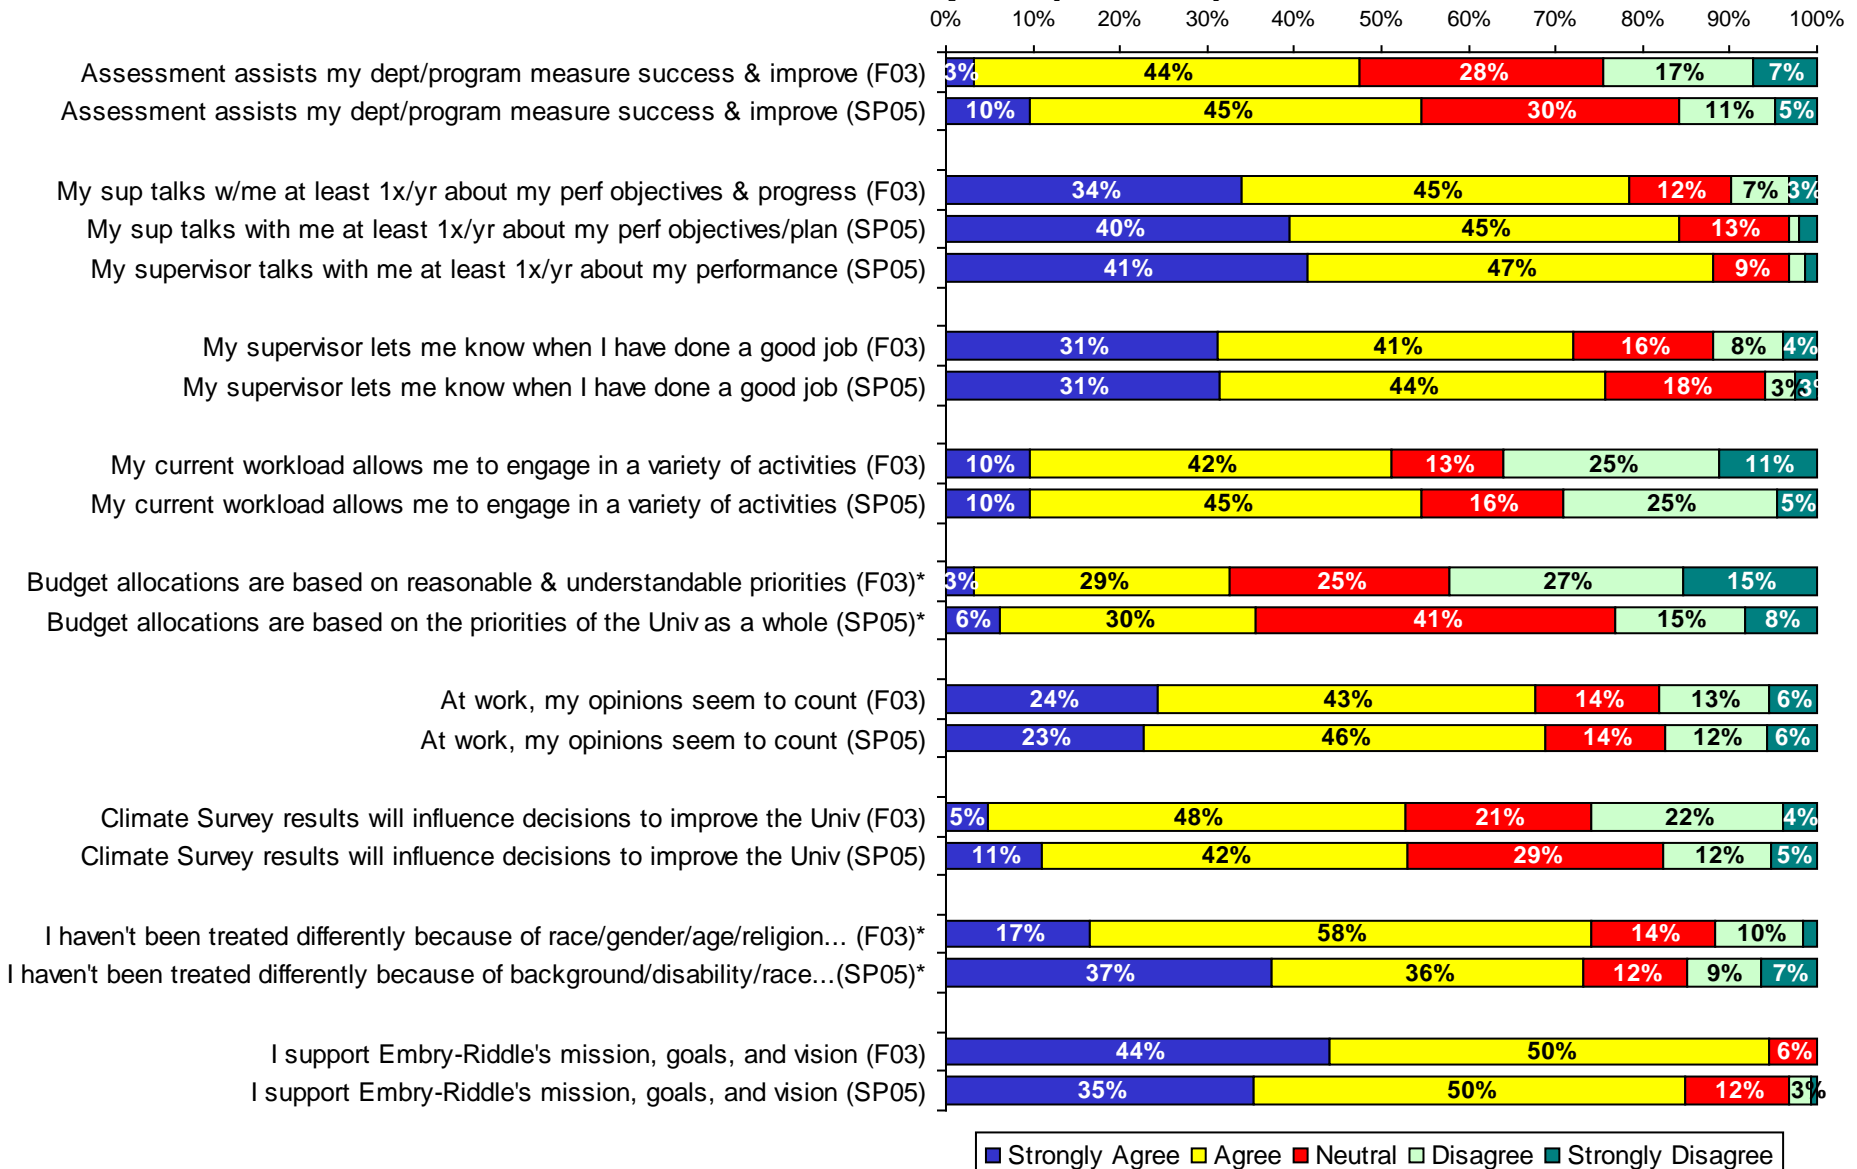 0% 10% 20% 30% 40% 50% 60% 70% 80% 90% 100%
Assessment assists my dept/program measure success & improve (F03) 3% 44% 28% 17% 7%
Assessment assists my dept/program measure success & improve (SP05) 10% 45% 30% 11% 5%
My sup talks w/me at least 1x/yr about my perf objectives & progress (F03) 34% 45% 12% 7% 3%
My sup talks with me at least 1x/yr about my perf objectives/plan (SP05) 40% 45% 13%
My supervisor talks with me at least 1x/yr about my performance (SP05) 41% 47% 9%
My supervisor lets me know when I have done a good job (F03) 31% 41% 16% 8% 4%
My supervisor lets me know when I have done a good job (SP05) 31% 44% 18% 3% 3%
My current workload allows me to engage in a variety of activities (F03) 10% 42% 13% 25% 11%
My current workload allows me to engage in a variety of activities (SP05) 10% 45% 16% 25% 5%
Budget allocations are based on reasonable & understandable priorities (F03)* 3% 29% 25% 27% 15%
Budget allocations are based on the priorities of the Univ as a whole (SP05)* 6% 30% 41% 15% 8%
At work, my opinions seem to count (F03) 24% 43% 14% 13% 6%
At work, my opinions seem to count (SP05) 23% 46% 14% 12% 6%
Climate Survey results will influence decisions to improve the Univ (F03) 5% 48% 21% 22% 4%
Climate Survey results will influence decisions to improve the Univ (SP05) 11% 42% 29% 12% 5%
I haven't been treated differently because of race/gender/age/religion... (F03)* 17% 58% 14% 10%
I haven't been treated differently because of background/disability/race...(SP05)* 37% 36% 12% 9% 7%
I support Embry-Riddle's mission, goals, and vision (F03) 44% 50% 6%
I support Embry-Riddle's mission, goals, and vision (SP05) 35% 50% 12% 3%
Strongly Agree Agree Neutral Disagree Strongly Disagree